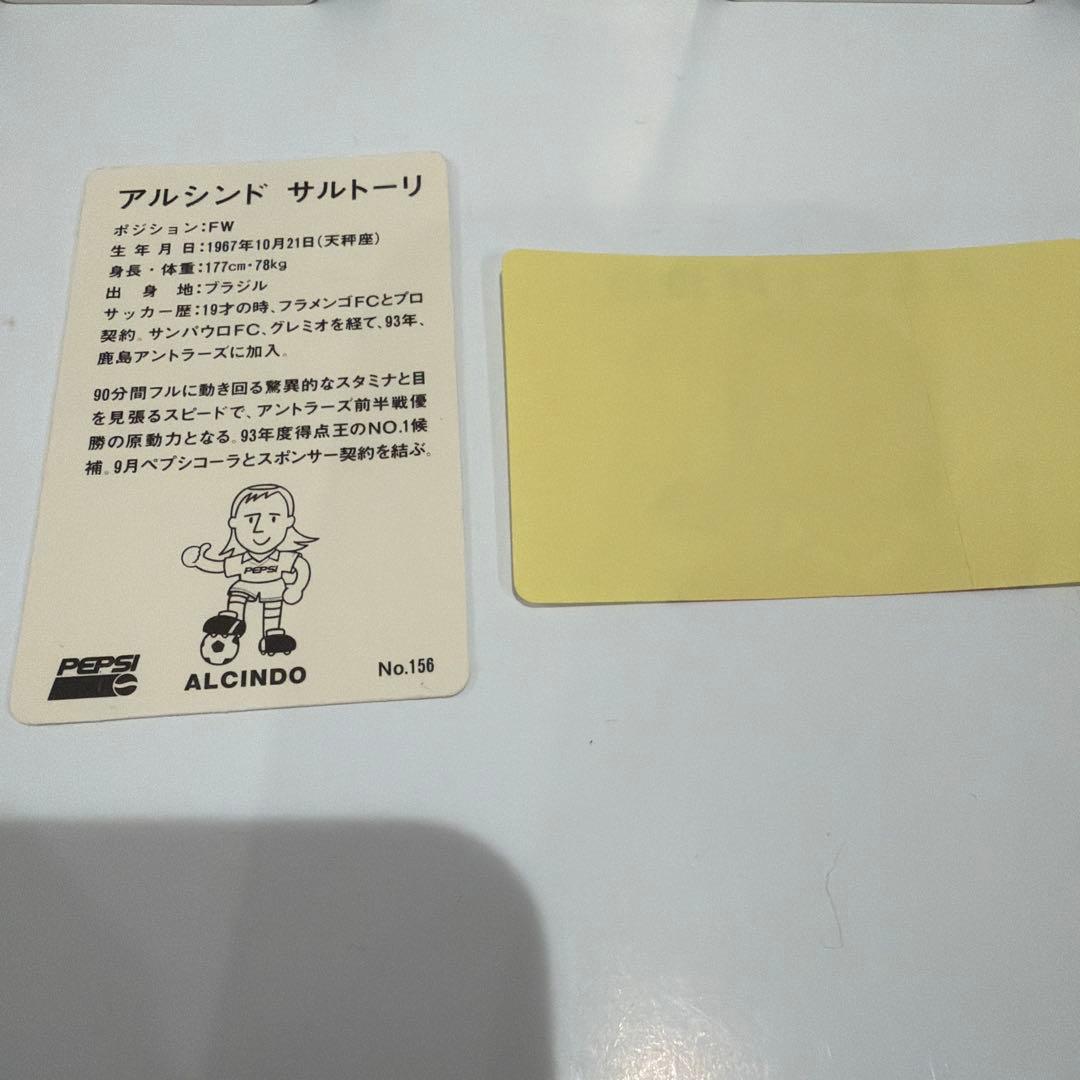 アルシンド サルトーリ
ポジション:FW
生年月日:1967年10月21日(天秤座)
身長・体重:177cm・78kg
出身地:ブラジル
サッカー歴:19才の時、フラメンゴFCとプロ
契約。サンパウロFC、グレミオを経て、93年、
鹿島アントラーズに加入。
90分間フルに動き回る驚異的なスタミナと目
を見張るスピードで、アントラーズ前半戦優
勝の原動力となる。93年度得点王のNO.1候
補。9月ペプシコーラとスポンサー契約を結ぶ。
PEPSI
PEPSI
ALCINDO
No.156